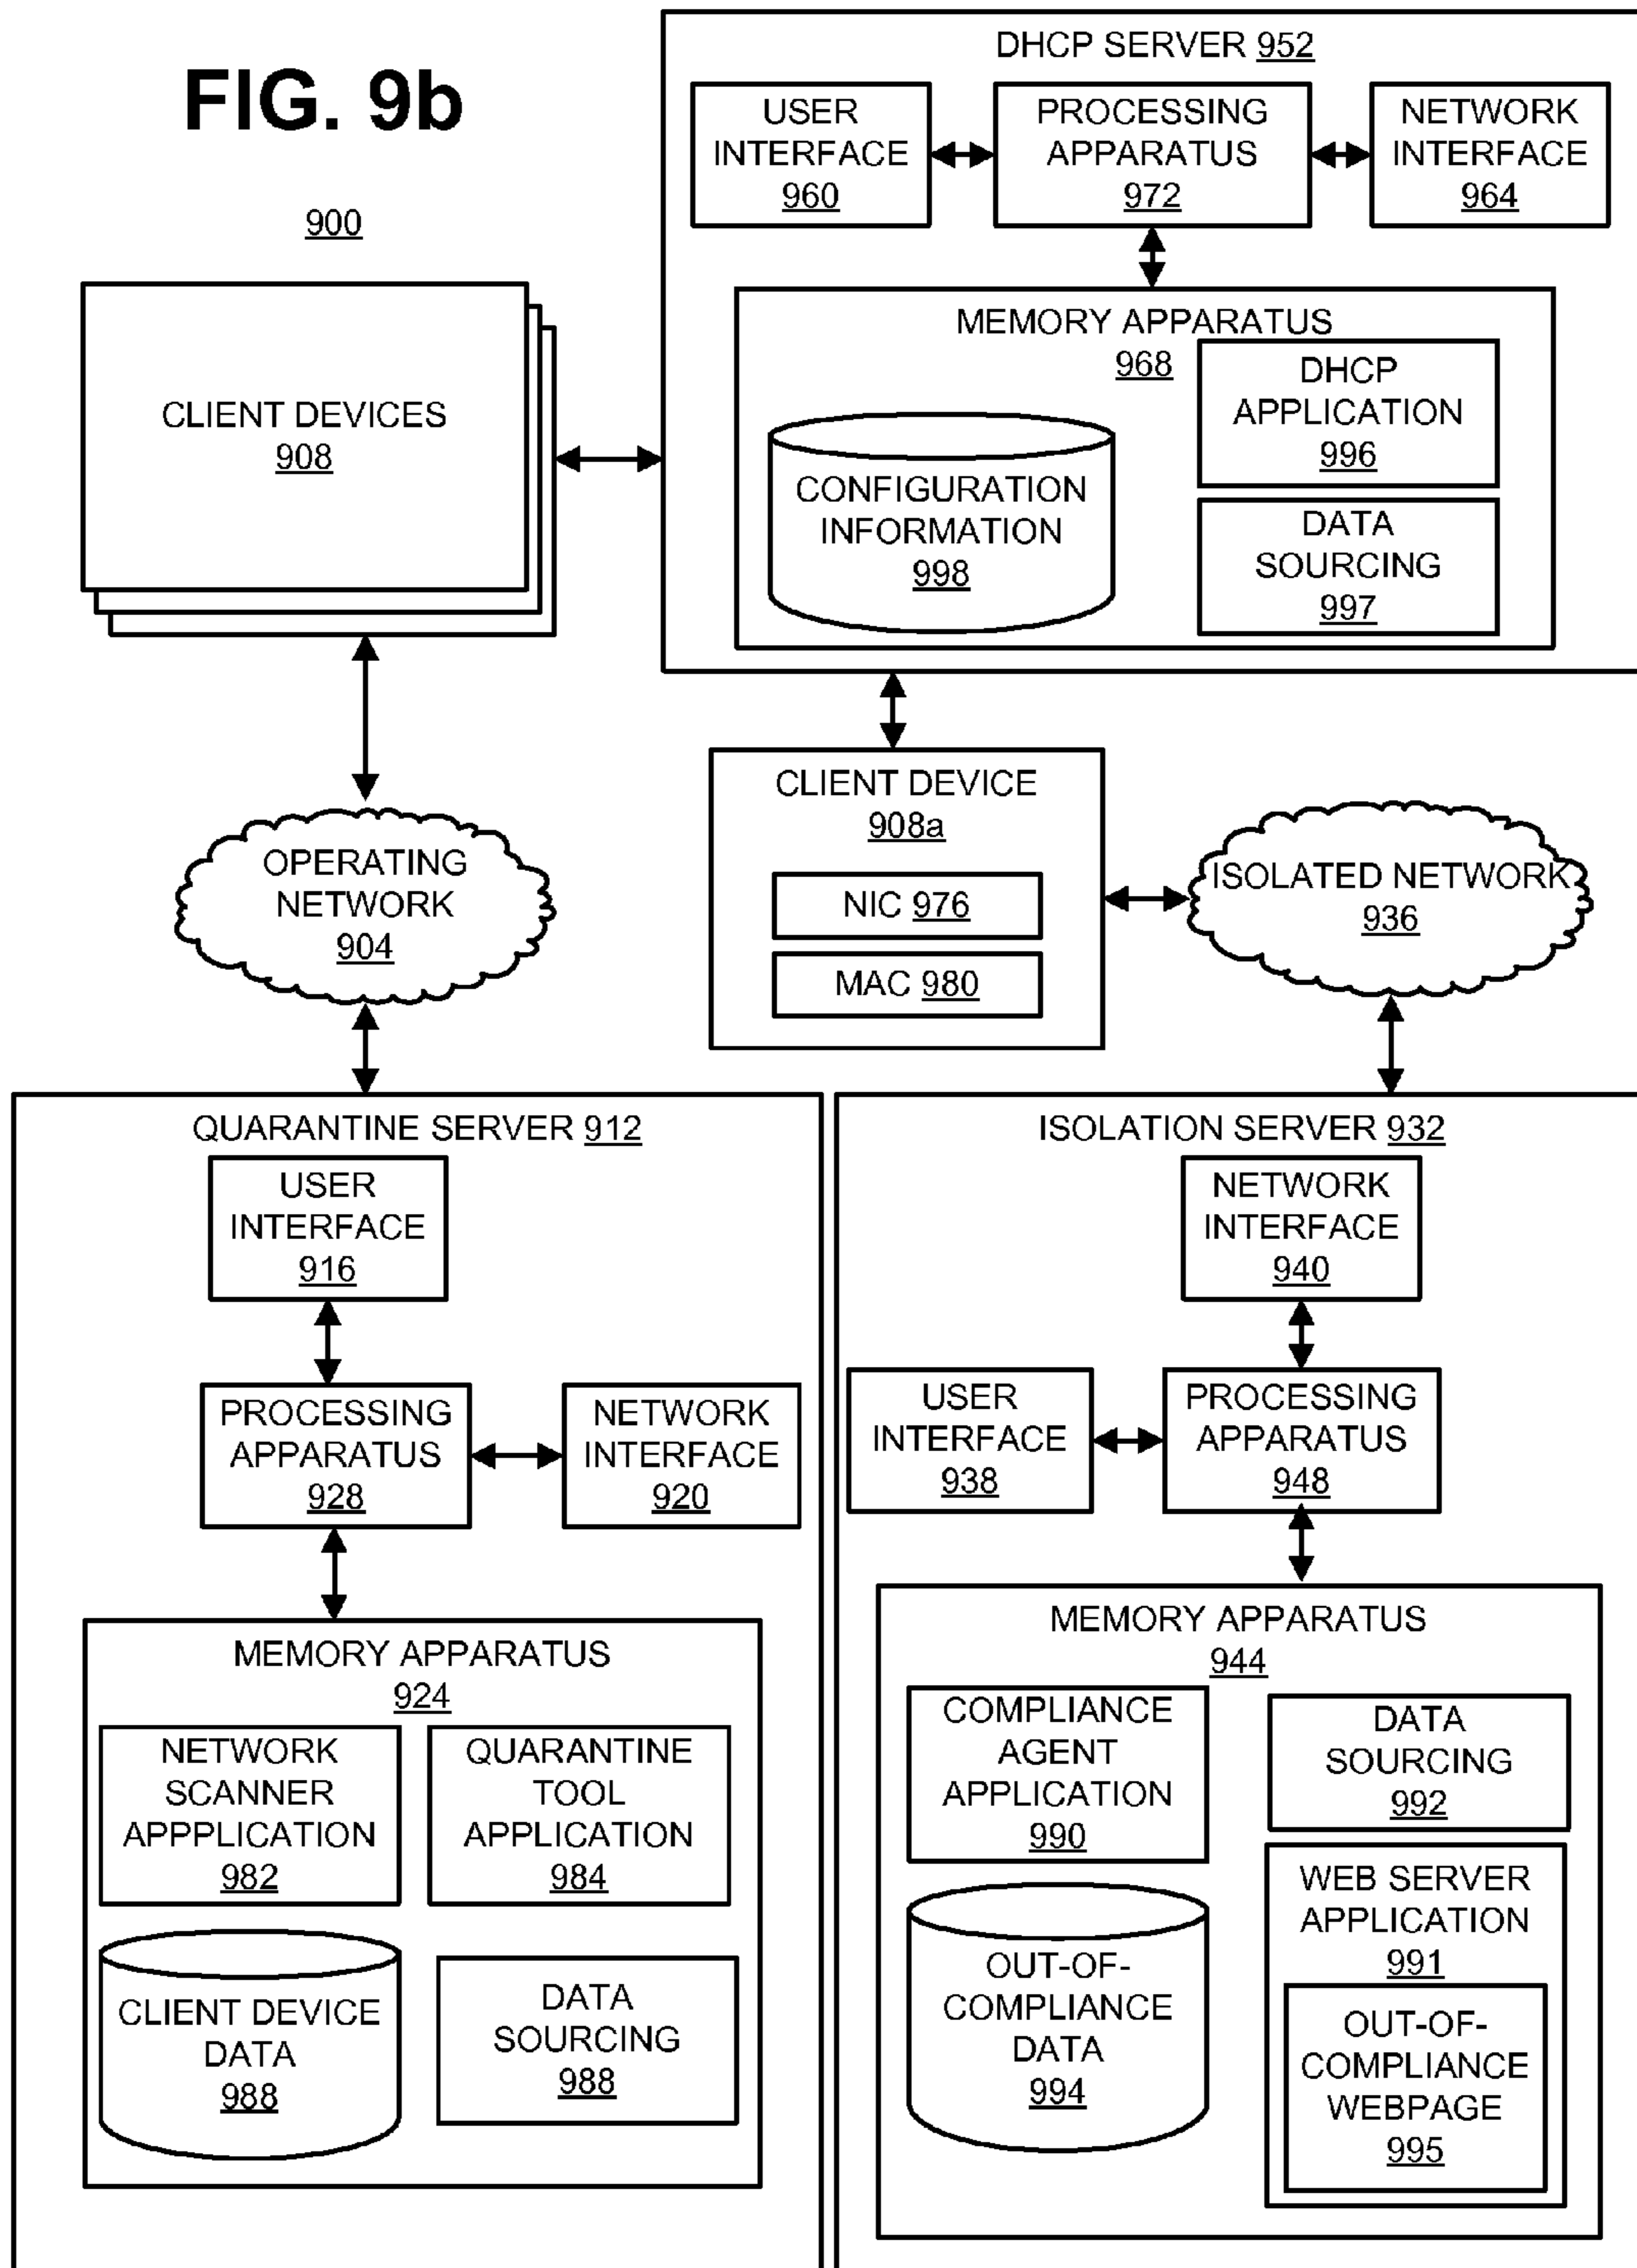 FIG. 9b
900
DHCP SERVER 952
USER
INTERFACE
960
PROCESSING
APPARATUS
972
NETWORK
INTERFACE
964
MEMORY APPARATUS
968
DHCP
APPLICATION
996
CONFIGURATION
INFORMATION
998
DATA
SOURCING
997
CLIENT DEVICES
908
CLIENT DEVICE
908a
NIC 976
MAC 980
OPERATING
NETWORK
904
ISOLATED NETWORK
936
QUARANTINE SERVER 912
USER
INTERFACE
916
PROCESSING
APPARATUS
928
NETWORK
INTERFACE
920
MEMORY APPARATUS
924
NETWORK
SCANNER
APPPLICATION
982
QUARANTINE
TOOL
APPLICATION
984
CLIENT DEVICE
DATA
988
DATA
SOURCING
988
ISOLATION SERVER 932
NETWORK
INTERFACE
940
USER
INTERFACE
938
PROCESSING
APPARATUS
948
MEMORY APPARATUS
944
COMPLIANCE
AGENT
APPLICATION
990
DATA
SOURCING
992
OUT-OF-
COMPLIANCE
DATA
994
WEB SERVER
APPLICATION
991
OUT-OF-
COMPLIANCE
WEBPAGE
995